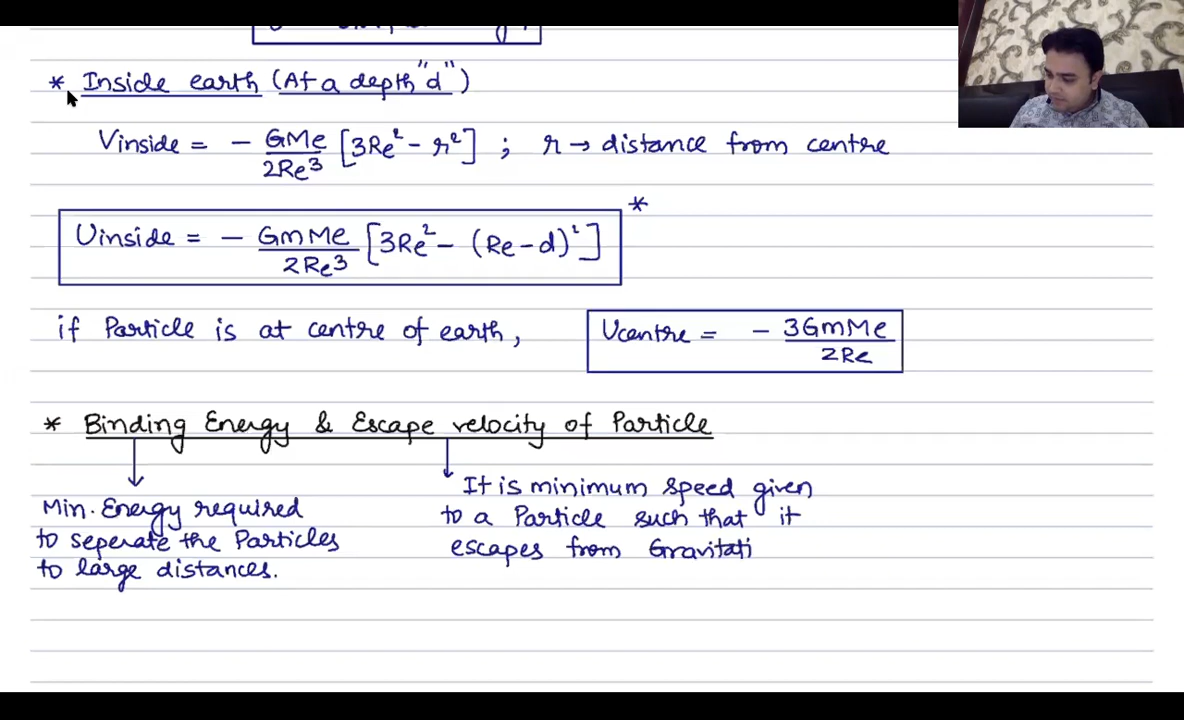 * Inside earth (At a depth "d")
Vinside = - GMe/2Re³ [3Re² - r²] ; r → distance from centre
Uinside = - GmMe/2Re³ [3Re² - (Re-d)²] *
if Particle is at centre of earth, Ucentre = - 3GmMe/2Re
* Binding Energy & Escape velocity of Particle
Min. Energy required
to seperate the Particles
to large distances.
It is minimum speed given
to a Particle such that it
escapes from Gravitati